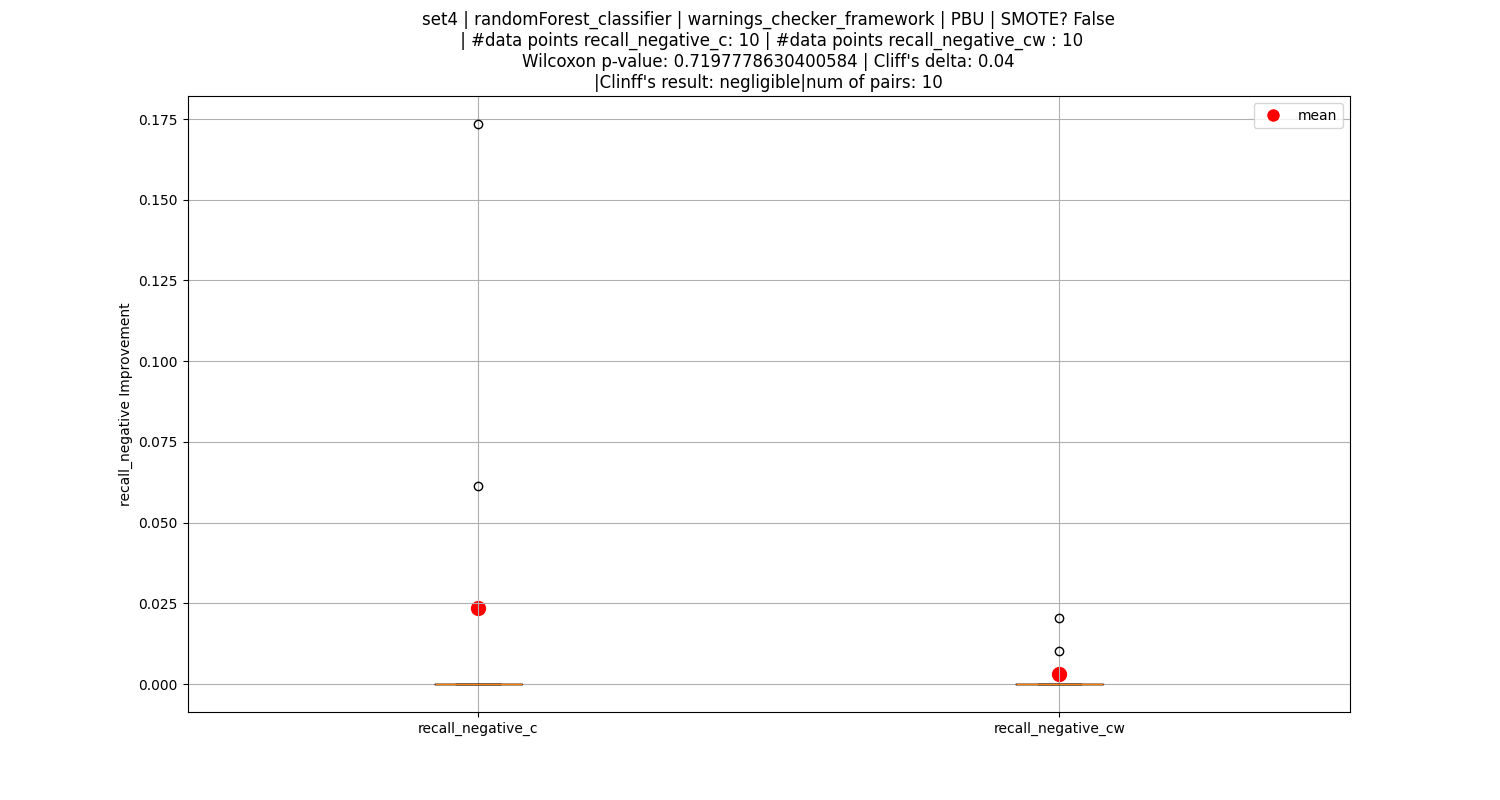 set4 | randomForest_classifier | warnings_checker_framework | PBU | SMOTE? False
| #data points recall_negative_c: 10 | #data points recall_negative_cw : 10
Wilcoxon p-value: 0.7197778630400584 | Cliff's delta: 0.04
|Clinff's result: negligible|num of pairs: 10
mean
0.175
0.150
0.125
0.100
0.075
0.050
0.025
0.000
recall_negative Improvement
recall_negative_c
recall_negative_cw